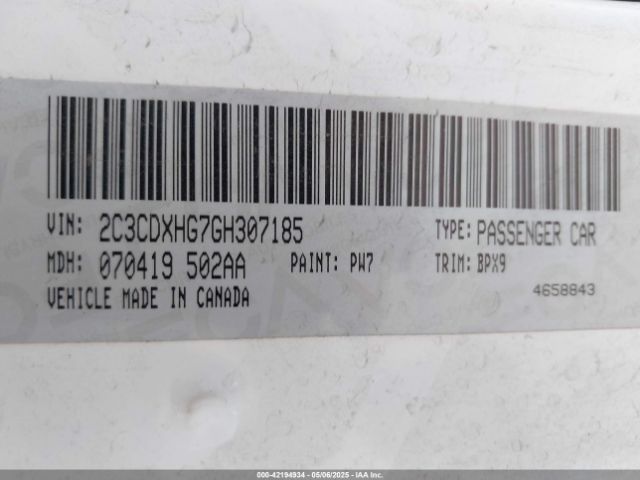 VIN: 2C3CDXHG7GH307185 TYPE: PASSENGER CAR
MDH: 070419 502AA PAINT: PW7 TRIM: BPX9
VEHICLE MADE IN CANADA 4658843
000-42194934 - 05/06/2025 - IAA Inc.